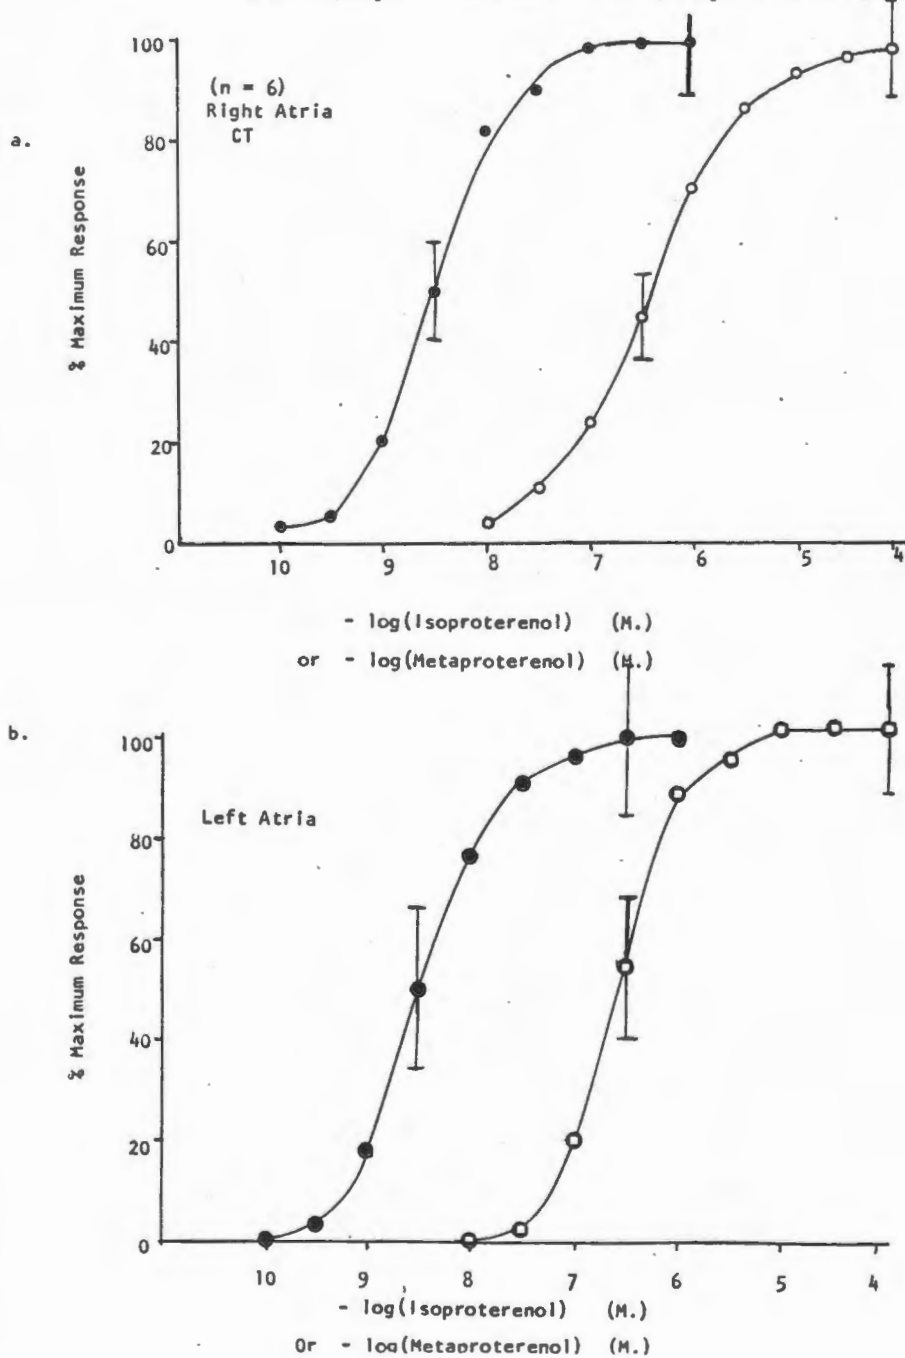 a.
% Maximum Response
100
80
60
40
20
0
(n = 6)
Right Atria
CT
10 9 8 7 6 5 4
- log(Isoproterenol) (M.)
or - log(Metaproterenol) (M.)
b.
% Maximum Response
100
80
60
40
20
0
Left Atria
10 9 8 7 6 5 4
- log(Isoproterenol) (M.)
Or - log(Metaproterenol) (M.)